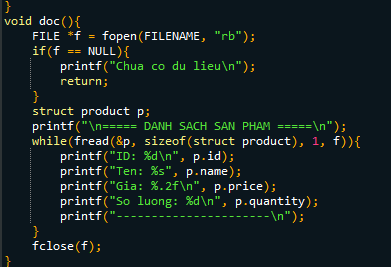 }
void doc(){
    FILE *f = fopen(FILENAME, "rb");
    if(f == NULL){
        printf("Chua co du lieu\n");
        return;
    }
    struct product p;
    printf("\n===== DANH SACH SAN PHAM =====\n");
    while(fread(&p, sizeof(struct product), 1, f)){
        printf("ID: %d\n", p.id);
        printf("Ten: %s", p.name);
        printf("Gia: %.2f\n", p.price);
        printf("So luong: %d\n", p.quantity);
        printf("----------------------\n");
    }
    fclose(f);
}